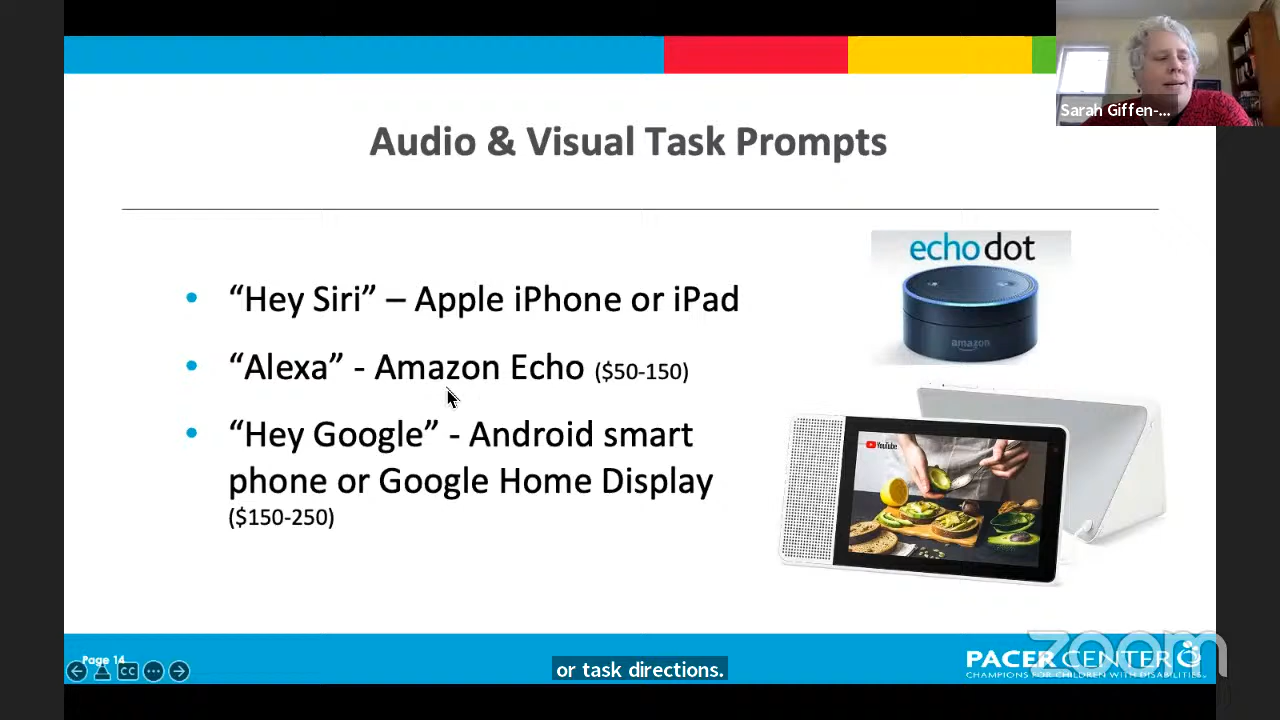 Sarah Giffen-...
Audio & Visual Task Prompts
echo dot
amazon
• “Hey Siri” – Apple iPhone or iPad
• “Alexa” - Amazon Echo ($50-150)
• “Hey Google” - Android smart
phone or Google Home Display
($150-250)
YouTube
Page 14
CC
or task directions.
zoom
PACER CENTER
CHAMPIONS FOR CHILDREN WITH DISABILITIES